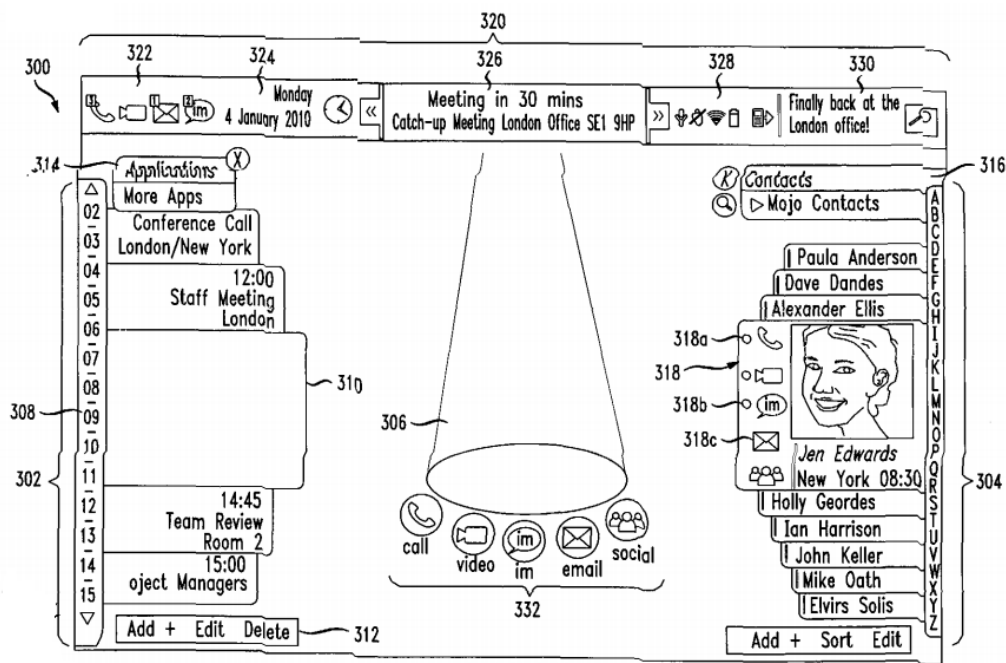 320
322
324
326
328
330
300
3
1
2
im
Monday
4 January 2010
«
Meeting in 30 mins
Catch-up Meeting London Office SE1 9HP
»
Finally back at the
London office!
314
Applications
X
More Apps
302
308
02
03
04
05
06
07
08
09
10
11
12
13
14
15
Conference Call
London/New York
12:00
Staff Meeting
London
310
14:45
Team Review
Room 2
15:00
oject Managers
Add + Edit Delete
312
306
call
video
im
im
email
social
332
316
K
Contacts
Mojo Contacts
Paula Anderson
Dave Dandes
Alexander Ellis
318a
318
318b
im
318c
Jen Edwards
New York 08:30
Holly Geordes
Ian Harrison
John Keller
Mike Oath
Elvirs Solis
Add + Sort Edit
A
B
C
D
E
F
G
H
I
J
K
L
M
N
O
P
Q
R
S
T
U
V
W
X
Y
Z
304